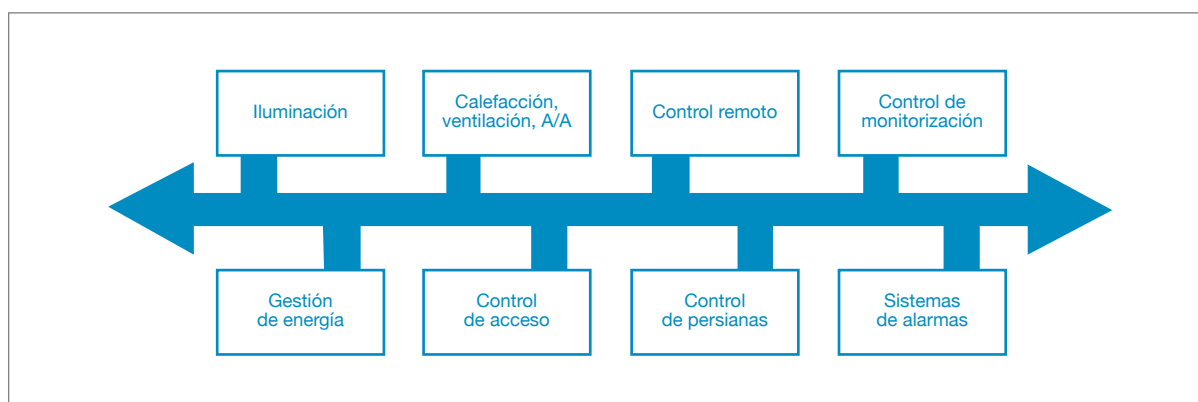 Iluminación
Calefacción,
ventilación, A/A
Control remoto
Control de
monitorización
Gestión
de energía
Control
de acceso
Control
de persianas
Sistemas
de alarmas